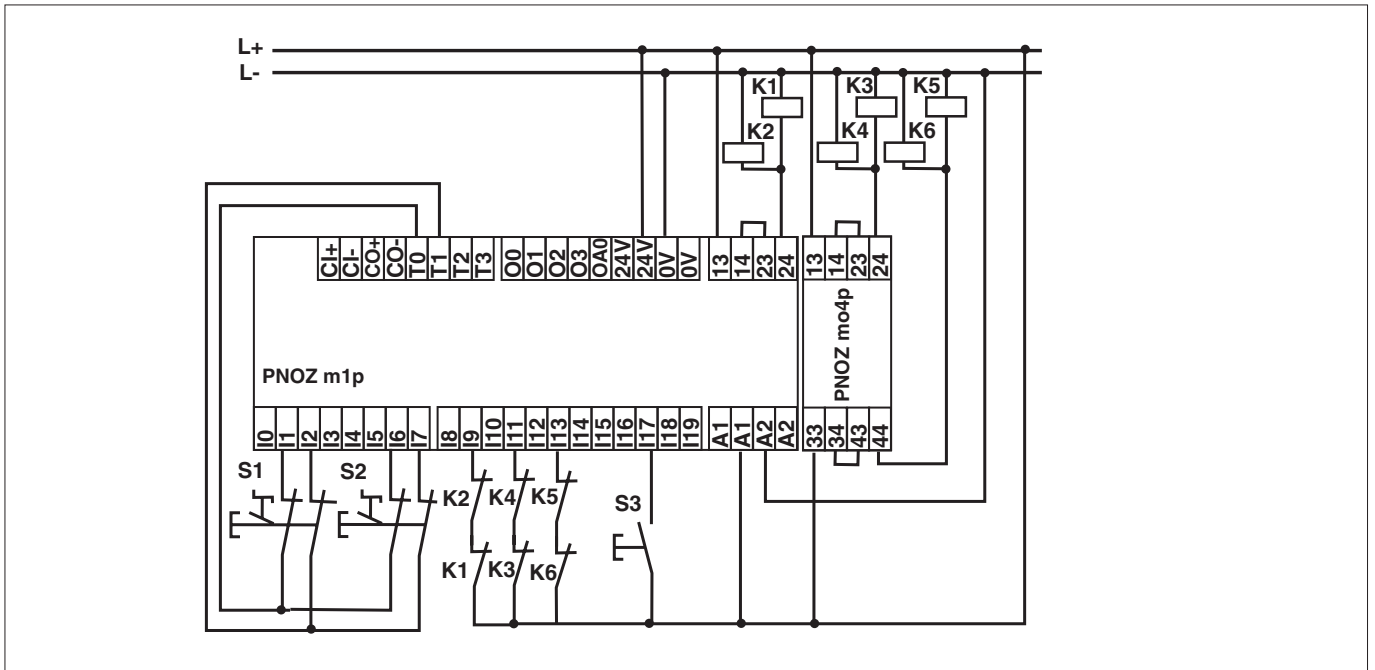 L+
L-
K1 K3 K5
K2 K4 K6
CI+ CI- CO+ CO- T0 T1 T2 T3 O0 O1 O2 O3 OA0 24V 24V 0V 0V 13 14 23 24 13 14 23 24
PNOZ m1p
PNOZ mo4p
I0 I1 I2 I3 I4 I5 I6 I7 I8 I9 I10 I11 I12 I13 I14 I15 I16 I17 I18 I19 A1 A1 A2 A2 33 34 43 44
S1 S2
K2 K4 K5
S3
K1 K3 K6